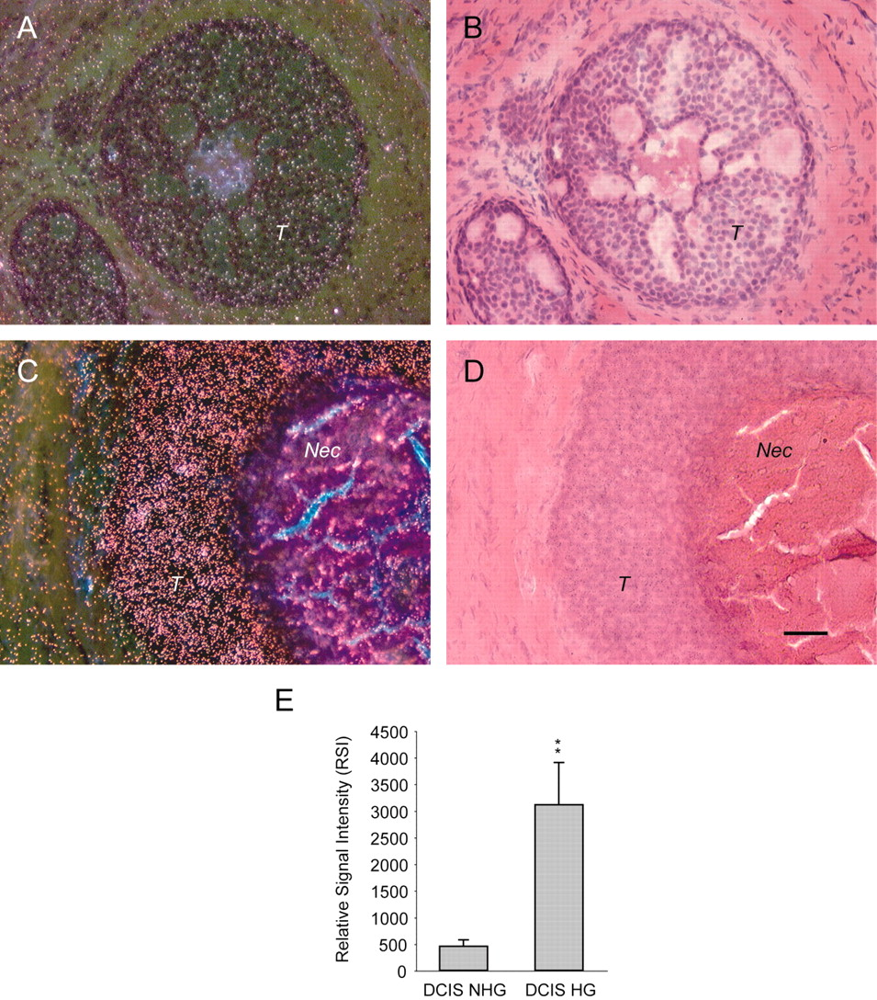 A
B
T
T
C
D
Nec
Nec
T
T
E
Relative Signal Intensity (RSI)
4500
4000
3500
3000
2500
2000
1500
1000
500
0
**
DCIS NHG
DCIS HG